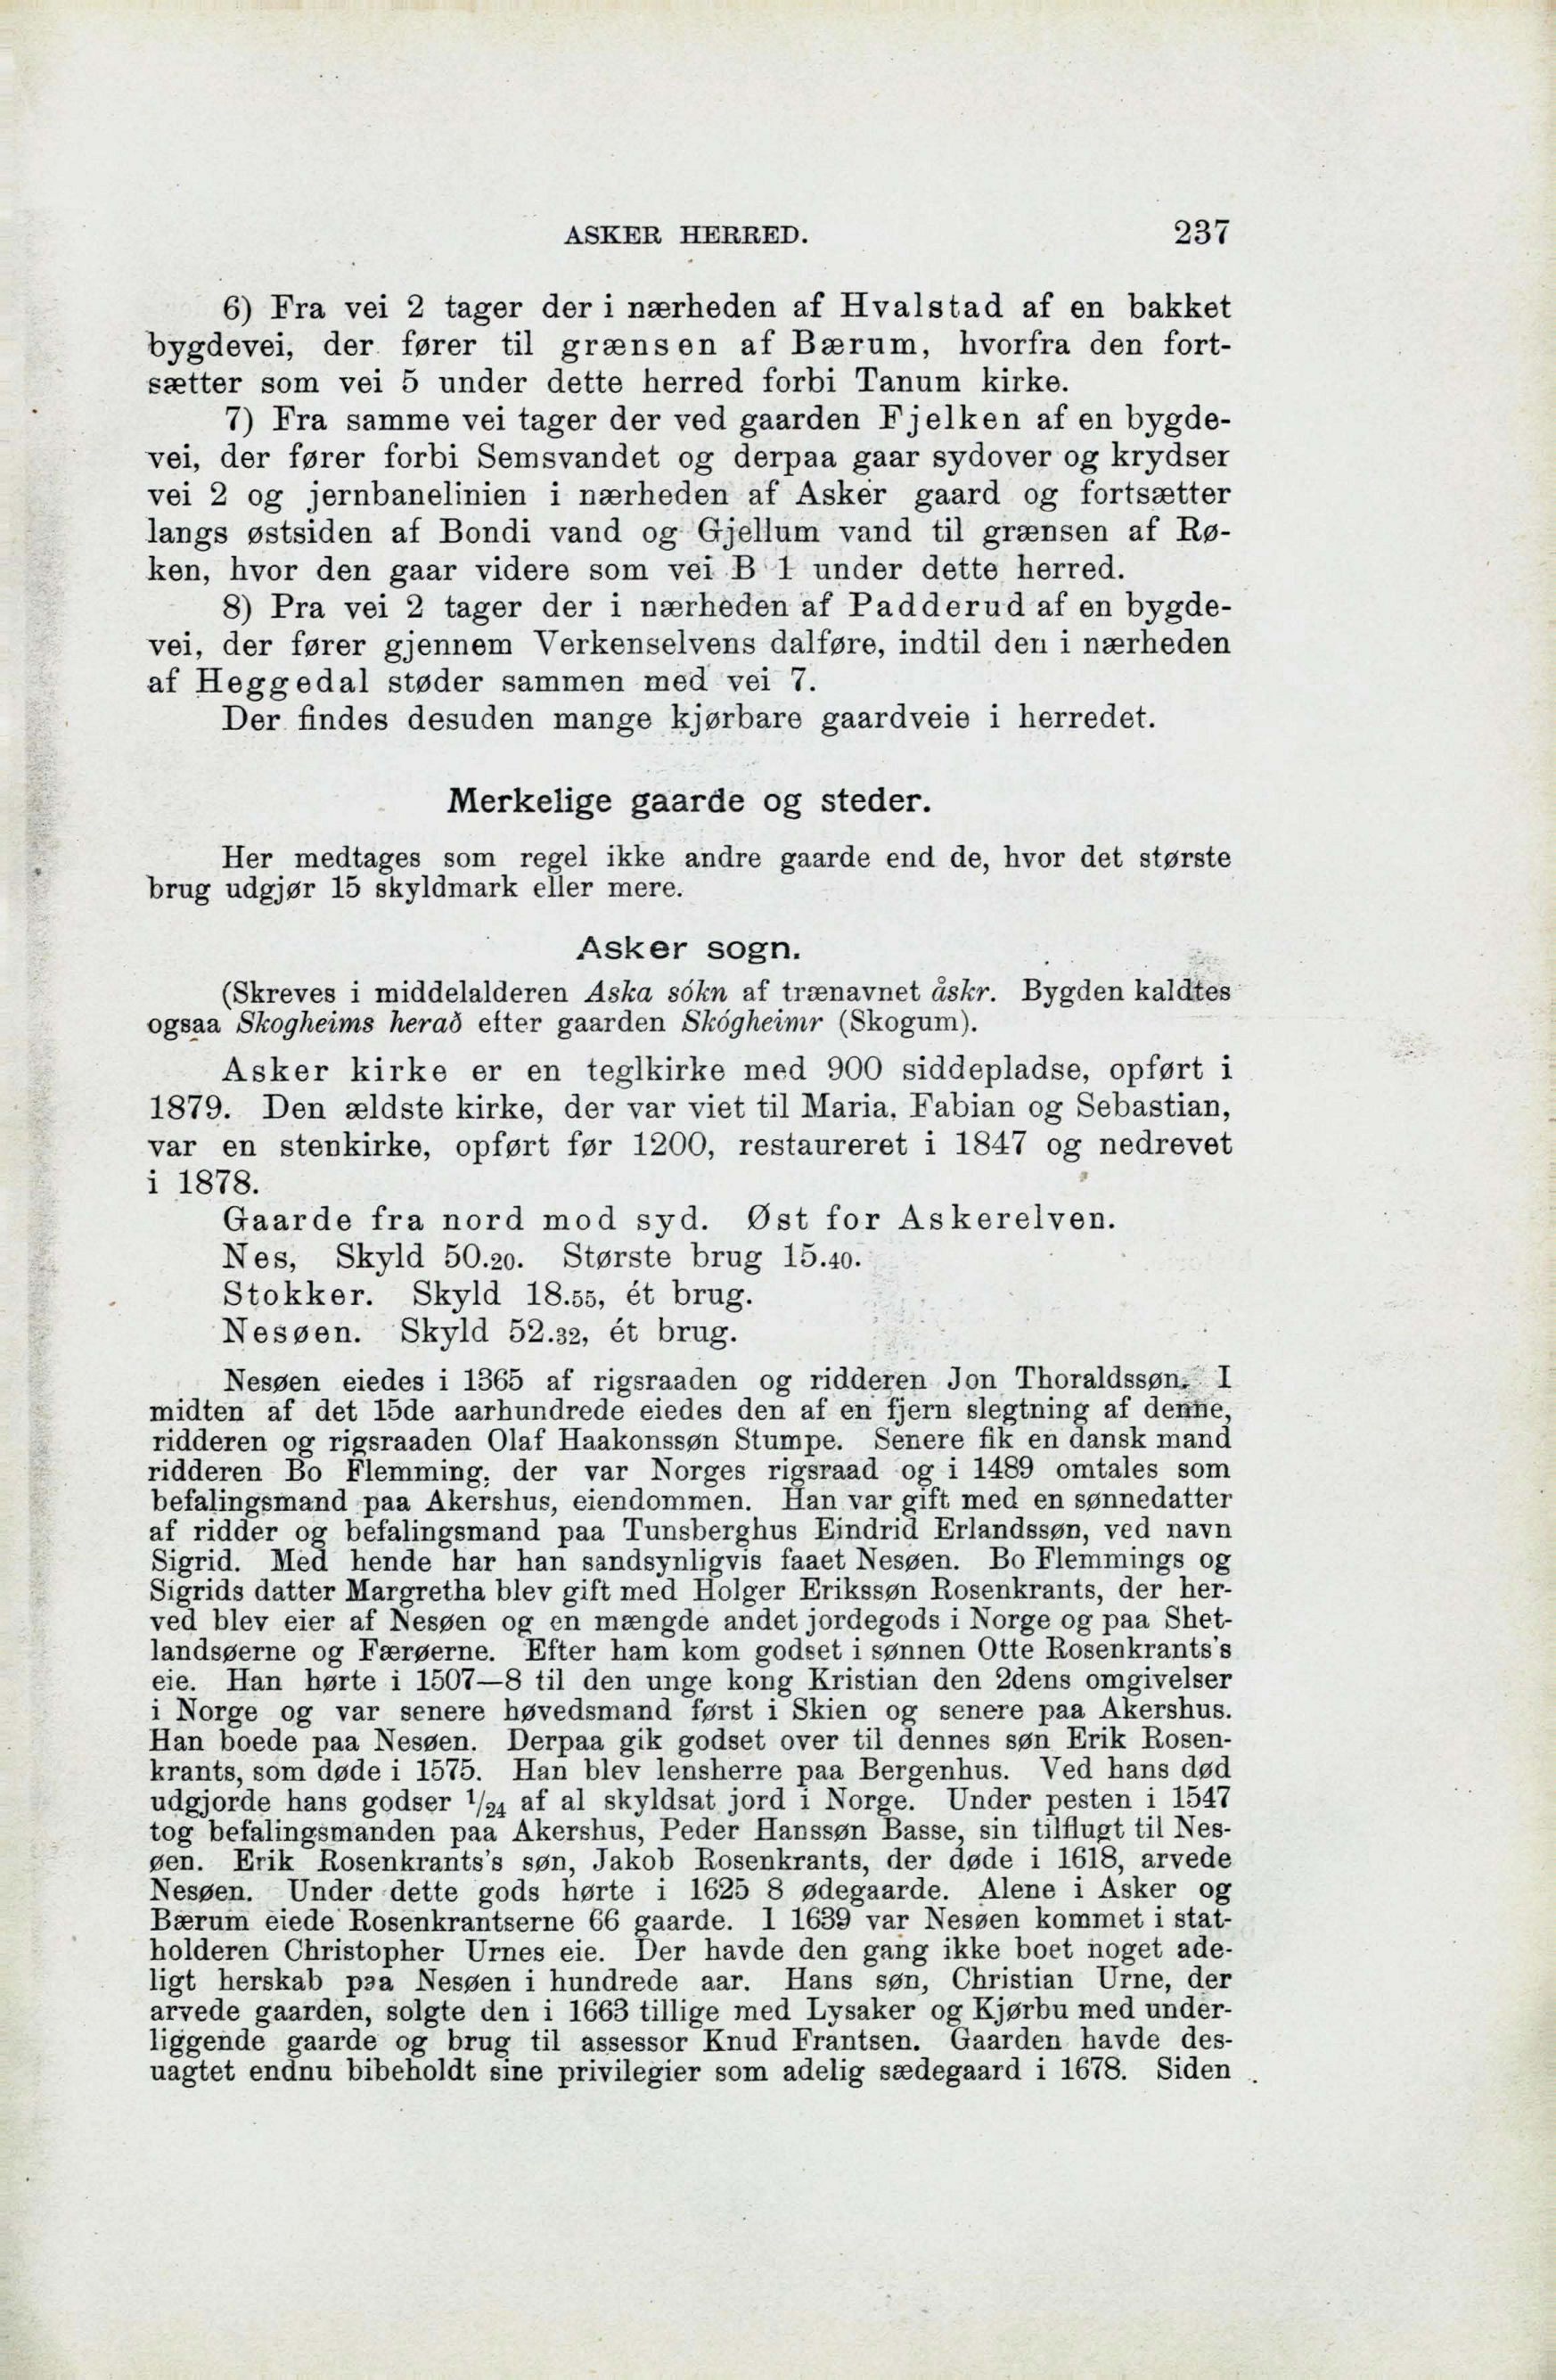 ASKER HERRED. 237
6) Fra vei 2 tager der i nærheden af Hvalstad af en bakket
bygdevei, der fører til grænsen af Bærum, hvorfra den fort-
sætter som vei 5 under dette herred forbi Tanum kirke.
7) Fra samme vei tager der ved gaarden Fjelken af en bygde-
vei, der fører forbi Semsvandet og derpaa gaar sydover og krydser
vei 2 og jernbanelinien i nærheden af Asker gaard og fortsætter
langs østsiden af Bondi vand og Gjellum vand til grænsen af Rø-
ken, hvor den gaar videre som vei B 1 under dette herred.
8) Pra vei 2 tager der i nærheden af Padderud af en bygde-
vei, der fører gjennem Verkenselvens dalføre, indtil den i nærheden
af Heggedal støder sammen med vei 7.
Der findes desuden mange kjørbare gaardveie i herredet.
Merkelige gaarde og steder.
Her medtages som regel ikke andre gaarde end de, hvor det største
brug udgjør 15 skyldmark eller mere.
Asker sogn.
(Skreves i middelalderen Aska sókn af trænavnet åskr. Bygden kaldtes
ogsaa Skogheims herað efter gaarden Skógheimr (Skogum).
Asker kirke er en teglkirke med 900 siddepladse, opført i
1879. Den ældste kirke, der var viet til Maria, Fabian og Sebastian,
var en stenkirke, opført før 1200, restaureret i 1847 og nedrevet
i 1878.
Gaarde fra nord mod syd. Øst for Askerelven.
Nes, Skyld 50.20. Største brug 15.40.
Stokker. Skyld 18.55, ét brug.
Nesøen. Skyld 52.32, ét brug.
Nesøen eiedes i 1365 af rigsraaden og ridderen Jon Thoraldssøn. I
midten af det 15de aarhundrede eiedes den af en fjern slegtning af denne,
ridderen og rigsraaden Olaf Haakonssøn Stumpe. Senere fik en dansk mand
ridderen Bo Flemming, der var Norges rigsraad og i 1489 omtales som
befalingsmand paa Akershus, eiendommen. Han var gift med en sønnedatter
af ridder og befalingsmand paa Tunsberghus Eindrid Erlandssøn, ved navn
Sigrid. Med hende har han sandsynligvis faaet Nesøen. Bo Flemmings og
Sigrids datter Margretha blev gift med Holger Erikssøn Rosenkrants, der her-
ved blev eier af Nesøen og en mængde andet jordegods i Norge og paa Shet-
landsøerne og Færøerne. Efter ham kom godset i sønnen Otte Rosenkrants's
eie. Han hørte i 1507—8 til den unge kong Kristian den 2dens omgivelser
i Norge og var senere høvedsmand først i Skien og senere paa Akershus.
Han boede paa Nesøen. Derpaa gik godset over til dennes søn Erik Rosen-
krants, som døde i 1575. Han blev lensherre paa Bergenhus. Ved hans død
udgjorde hans godser 1/24 af al skyldsat jord i Norge. Under pesten i 1547
tog befalingsmanden paa Akershus, Peder Hanssøn Basse, sin tilflugt til Nes-
øen. Erik Rosenkrants's søn, Jakob Rosenkrants, der døde i 1618, arvede
Nesøen. Under dette gods hørte i 1625 8 ødegaarde. Alene i Asker og
Bærum eiede Rosenkrantserne 66 gaarde. I 1639 var Nesøen kommet i stat-
holderen Christopher Urnes eie. Der havde den gang ikke boet noget ade-
ligt herskab paa Nesøen i hundrede aar. Hans søn, Christian Urne, der
arvede gaarden, solgte den i 1663 tillige med Lysaker og Kjørbu med under-
liggende gaarde og brug til assessor Knud Frantsen. Gaarden havde des-
uagtet endnu bibeholdt sine privilegier som adelig sædegaard i 1678. Siden